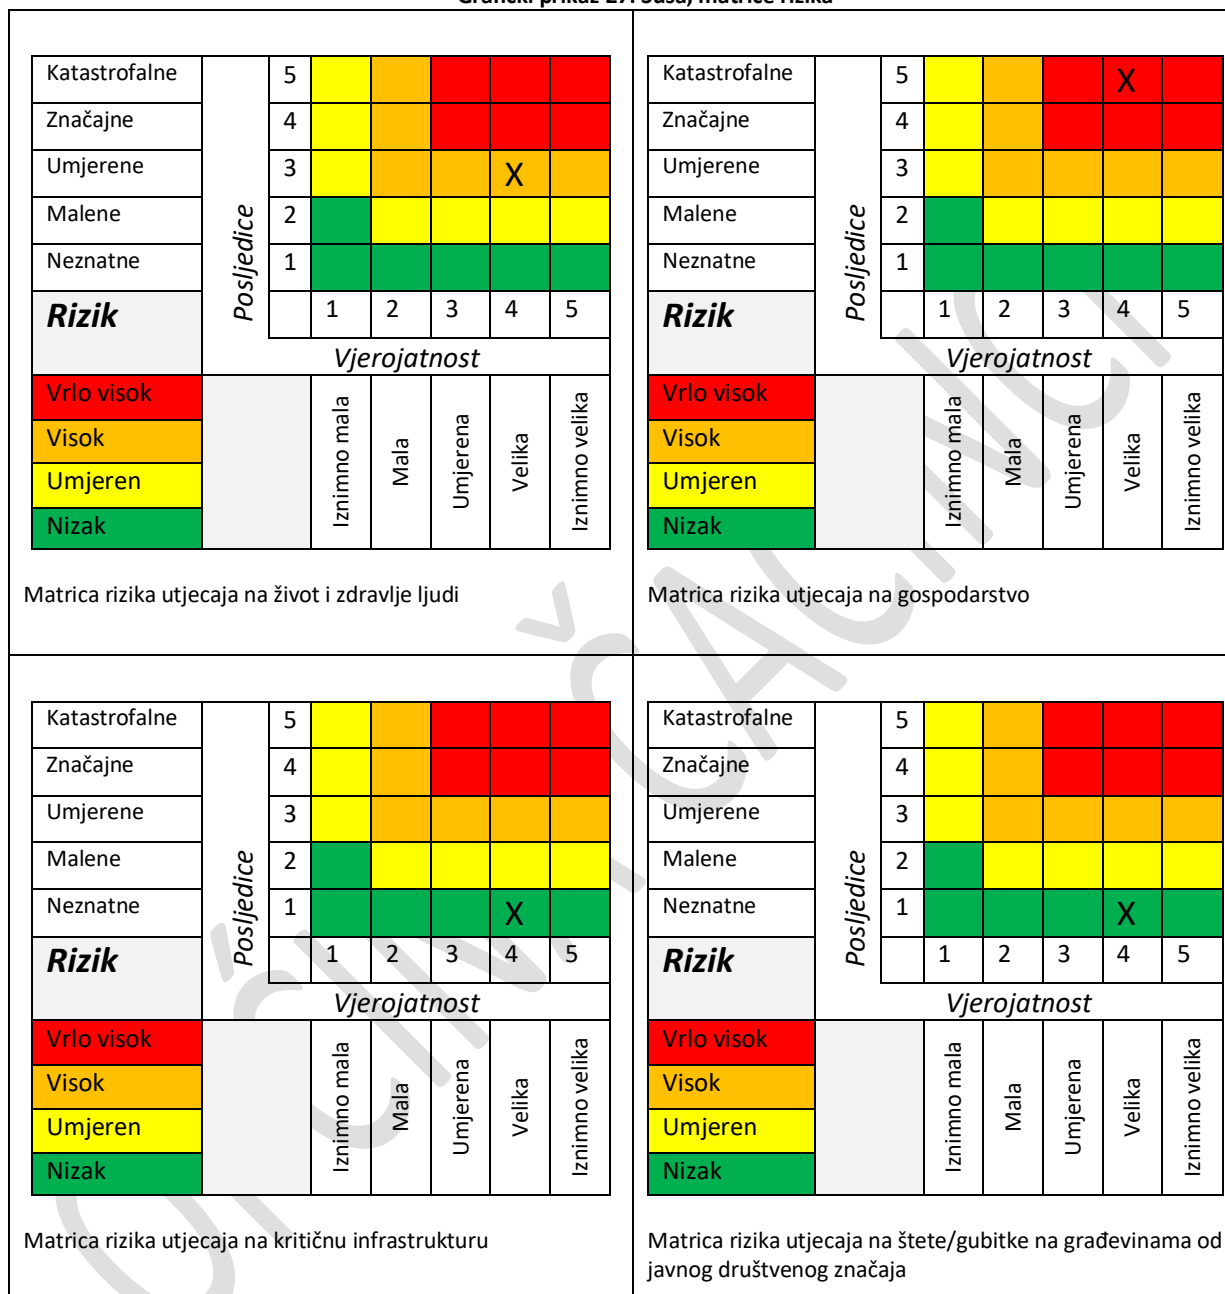 Grafički prikaz 27. Suša, matrice rizika
Katastrofalne 5
Značajne 4
Umjerene 3 X
Malene 2
Neznatne 1
Posljedice
Rizik 1 2 3 4 5
Vjerojatnost
Vrlo visok
Visok
Umjeren
Nizak
Iznimno mala
Mala
Umjerena
Velika
Iznimno velika
Matrica rizika utjecaja na život i zdravlje ljudi
Katastrofalne 5 X
Značajne 4
Umjerene 3
Malene 2
Neznatne 1
Posljedice
Rizik 1 2 3 4 5
Vjerojatnost
Vrlo visok
Visok
Umjeren
Nizak
Iznimno mala
Mala
Umjerena
Velika
Iznimno velika
Matrica rizika utjecaja na gospodarstvo
Katastrofalne 5
Značajne 4
Umjerene 3
Malene 2
Neznatne 1 X
Posljedice
Rizik 1 2 3 4 5
Vjerojatnost
Vrlo visok
Visok
Umjeren
Nizak
Iznimno mala
Mala
Umjerena
Velika
Iznimno velika
Matrica rizika utjecaja na kritičnu infrastrukturu
Katastrofalne 5
Značajne 4
Umjerene 3
Malene 2
Neznatne 1 X
Posljedice
Rizik 1 2 3 4 5
Vjerojatnost
Vrlo visok
Visok
Umjeren
Nizak
Iznimno mala
Mala
Umjerena
Velika
Iznimno velika
Matrica rizika utjecaja na štete/gubitke na građevinama od
javnog društvenog značaja